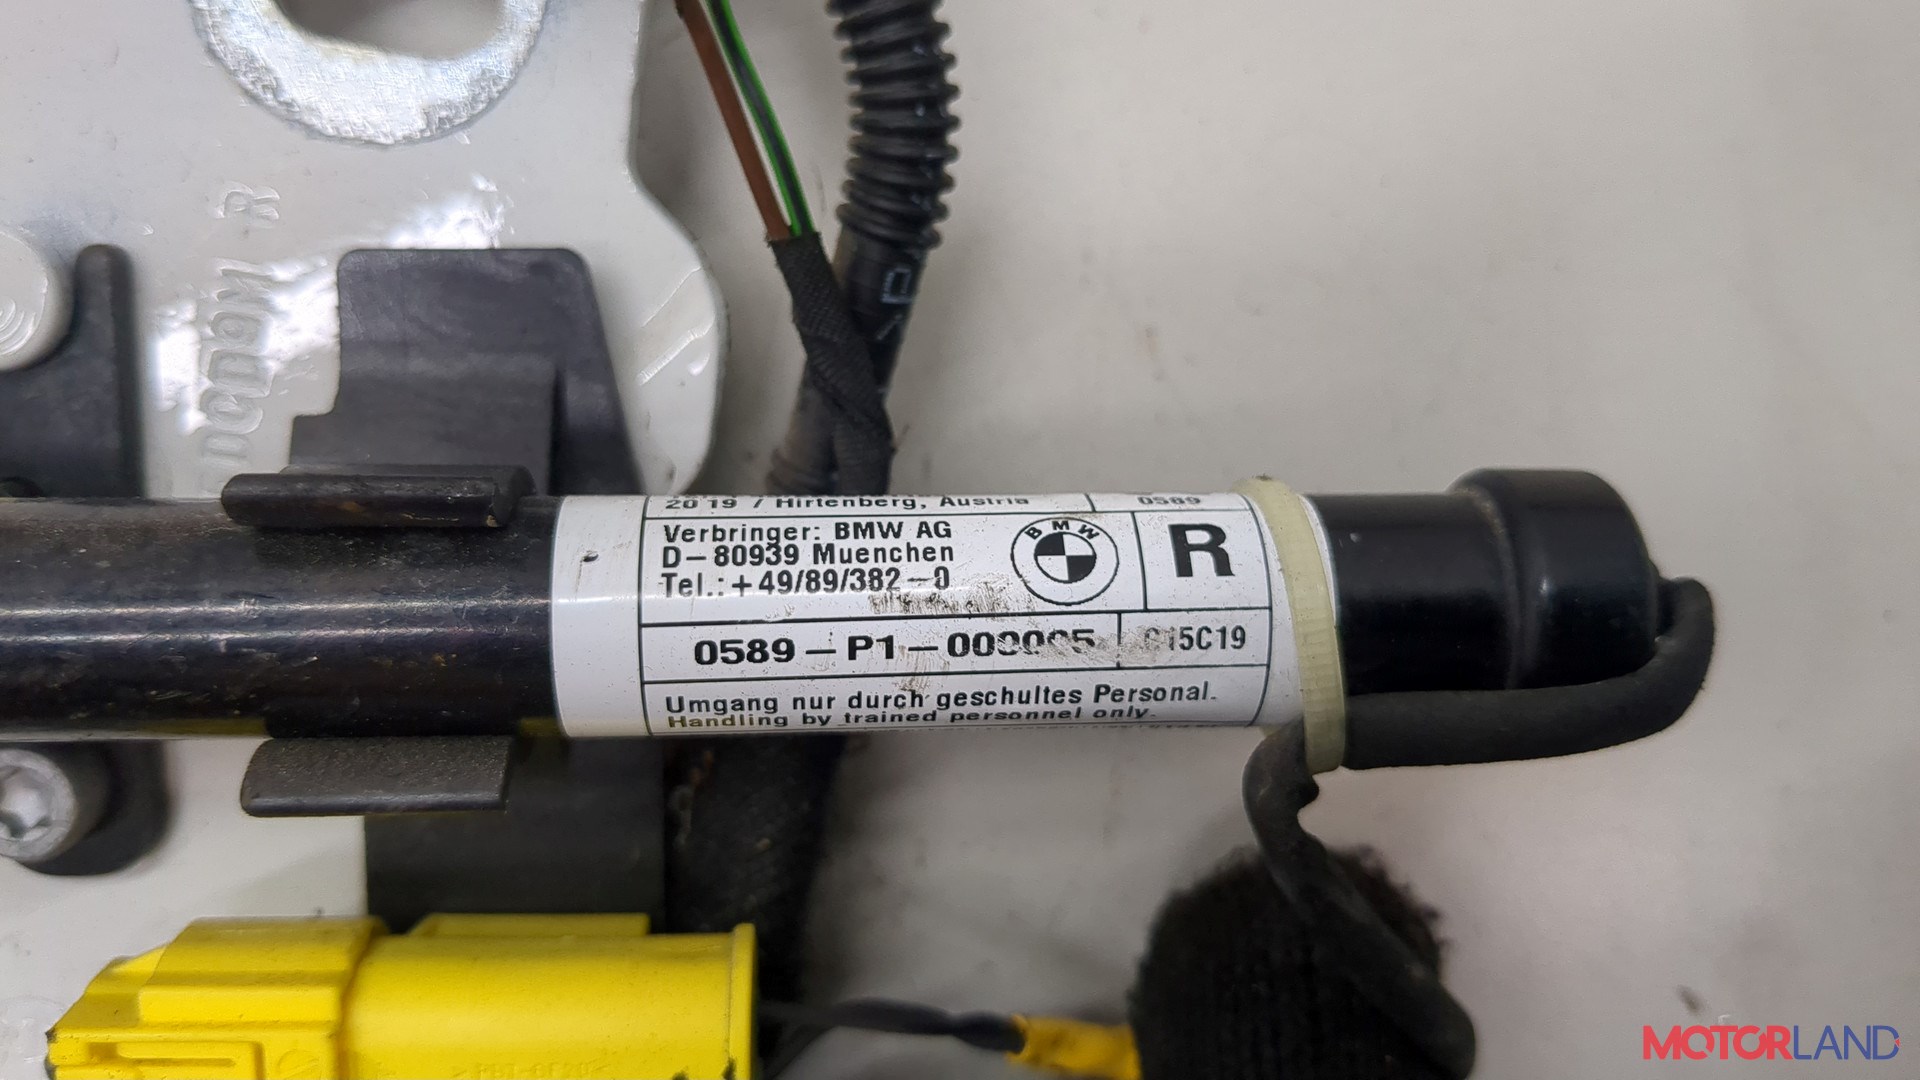 R
2019 / Hirtenberg, Austria
0589
Verbringer: BMW AG
D-80939 Muenchen
Tel.: +49/89/382-0
BMW
R
0589-P1-000005
15C19
Umgang nur durch geschultes Personal.
Handling by trained personnel only.
MOTORLAND